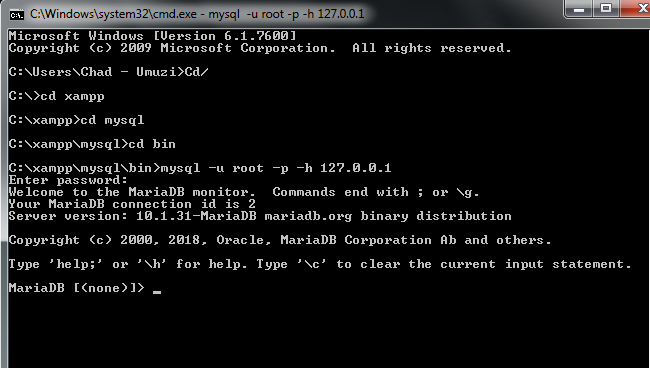 C:\Windows\system32\cmd.exe - mysql -u root -p -h 127.0.0.1
Microsoft Windows [Version 6.1.7600]
Copyright (c) 2009 Microsoft Corporation.  All rights reserved.
C:\Users\Chad - Umuzi>Cd/
C:\>cd xampp
C:\xampp>cd mysql
C:\xampp\mysql>cd bin
C:\xampp\mysql\bin>mysql -u root -p -h 127.0.0.1
Enter password:
Welcome to the MariaDB monitor.  Commands end with ; or \g.
Your MariaDB connection id is 2
Server version: 10.1.31-MariaDB mariadb.org binary distribution
Copyright (c) 2000, 2018, Oracle, MariaDB Corporation Ab and others.
Type 'help;' or '\h' for help. Type '\c' to clear the current input statement.
MariaDB [(none)]> _